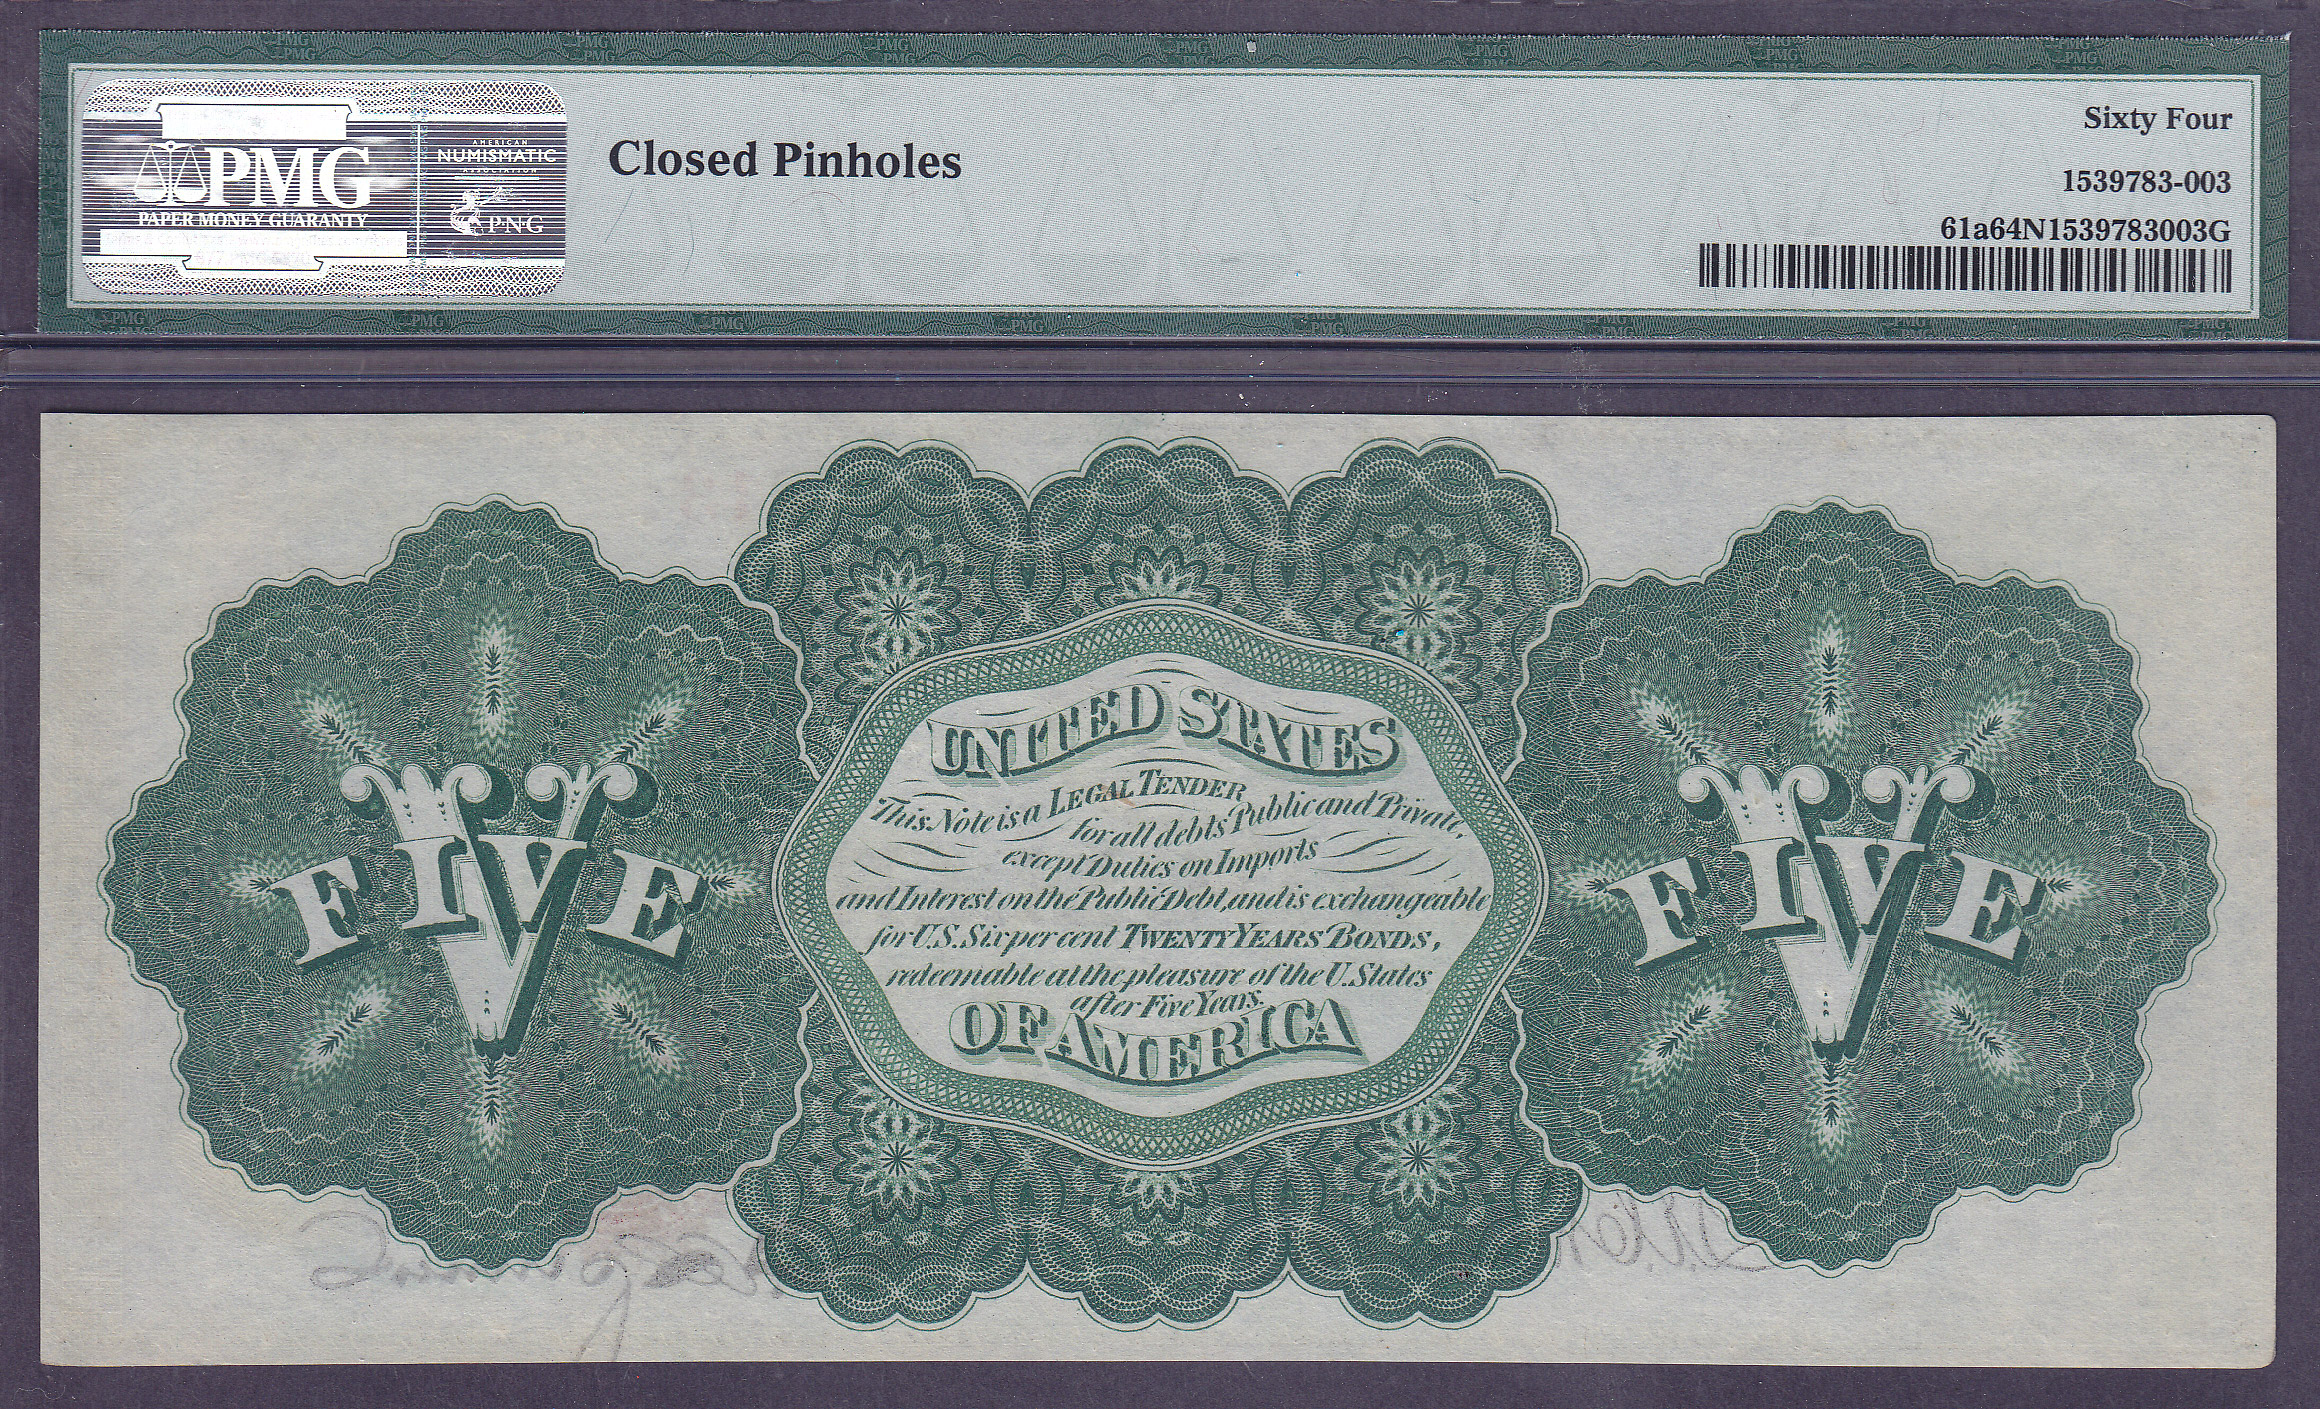 PMG
PAPER MONEY GUARANTY
AMERICAN
NUMISMATIC
ASSOCIATION
PNG
Closed Pinholes
Sixty Four
1539783-003
61a64N1539783003G
FIVE
V
UNITED STATES
This Note is a LEGAL TENDER
for all debts Public and Private,
except Duties on Imports
and Interest on the Public Debt, and is exchangeable
for U.S. Six per cent TWENTY YEARS BONDS,
redeemable at the pleasure of the U. States
after Five Years.
OF AMERICA
FIVE
V